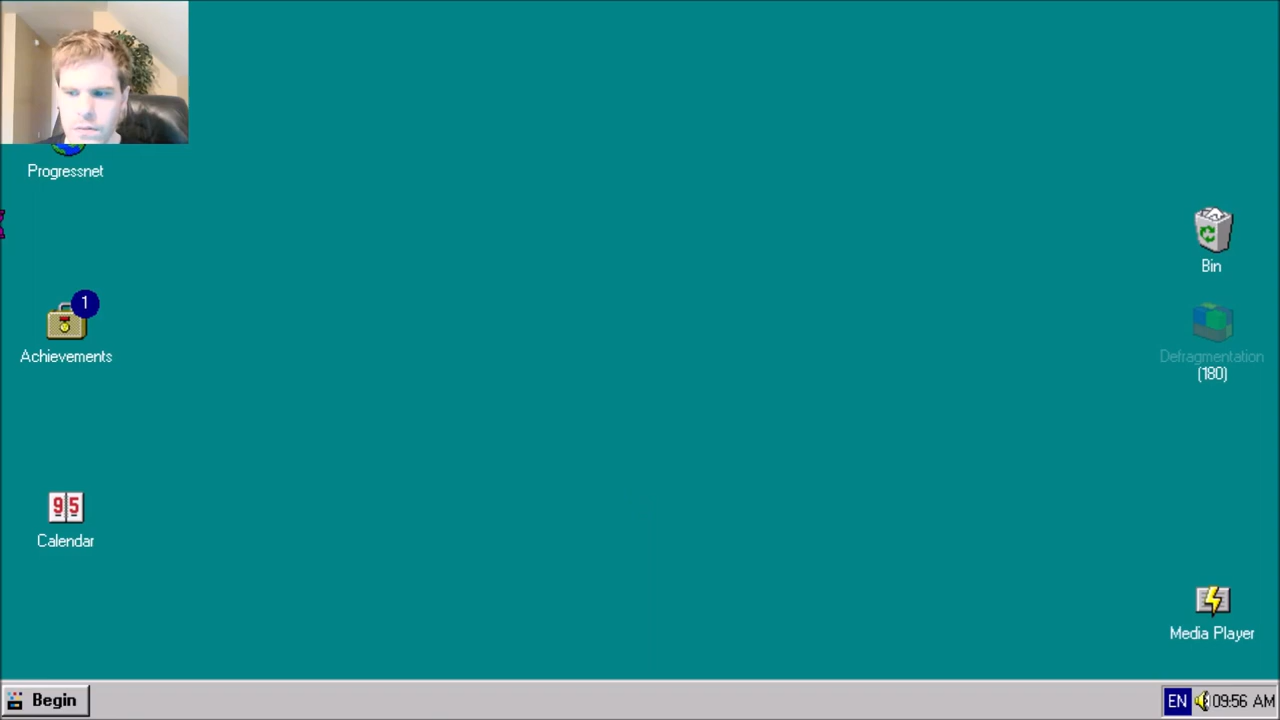 Progressnet
Bin
1
Achievements
Defragmentation
(180)
95
Calendar
Media Player
Begin
EN
09:56 AM